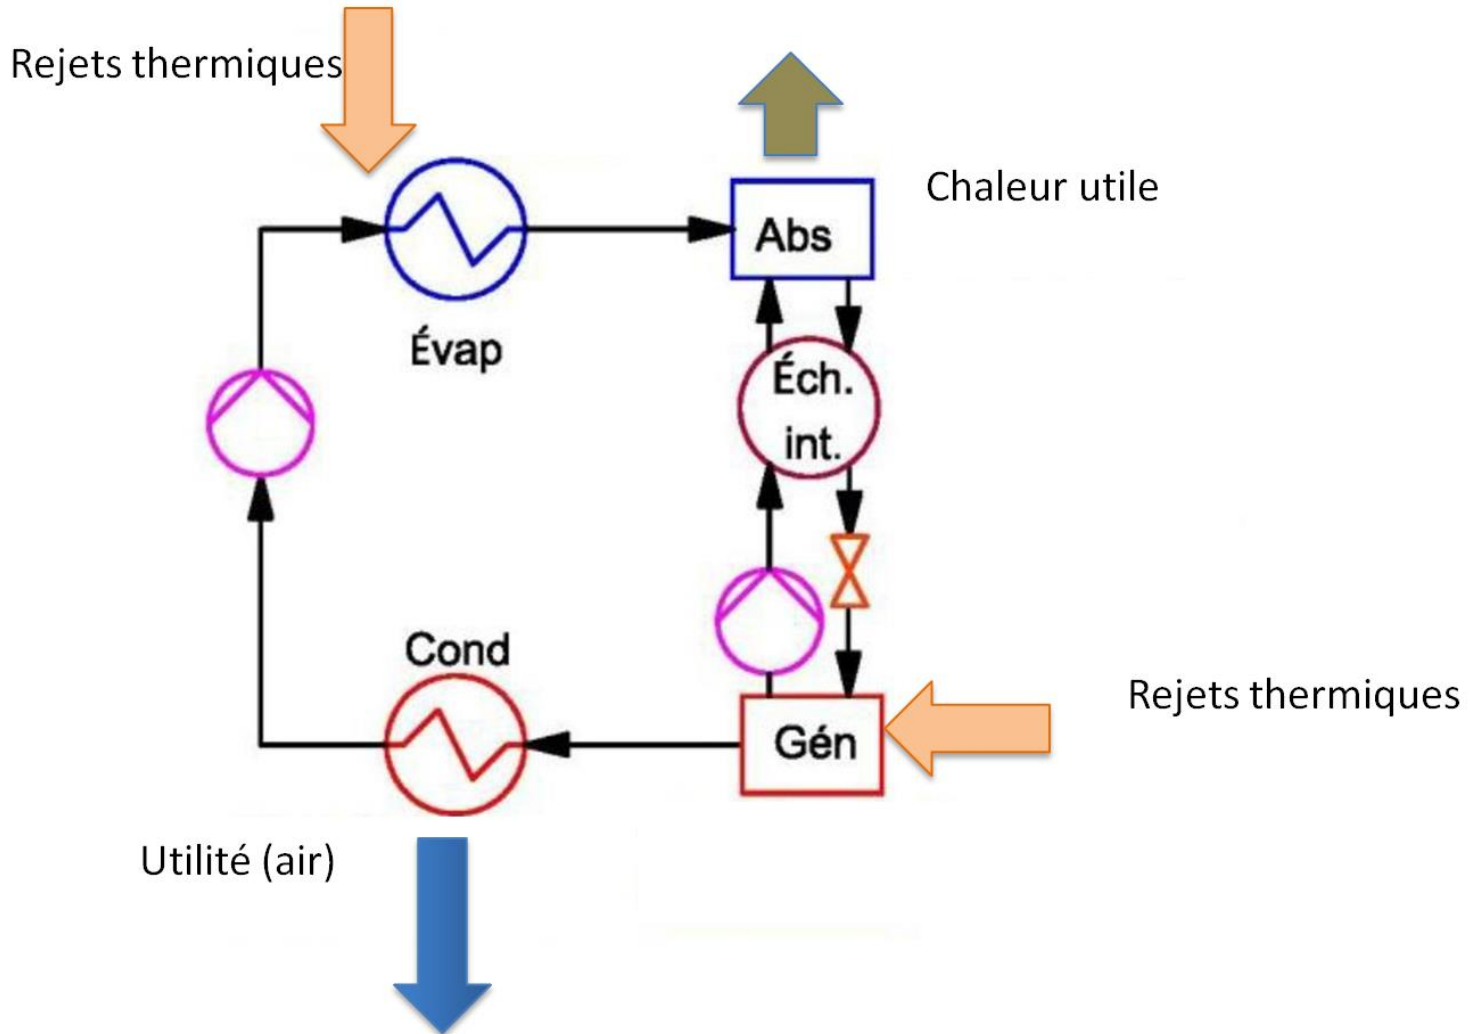 Rejets thermiques
Chaleur utile
Abs
Évap
Éch.
int.
Cond
Rejets thermiques
Gén
Utilité (air)